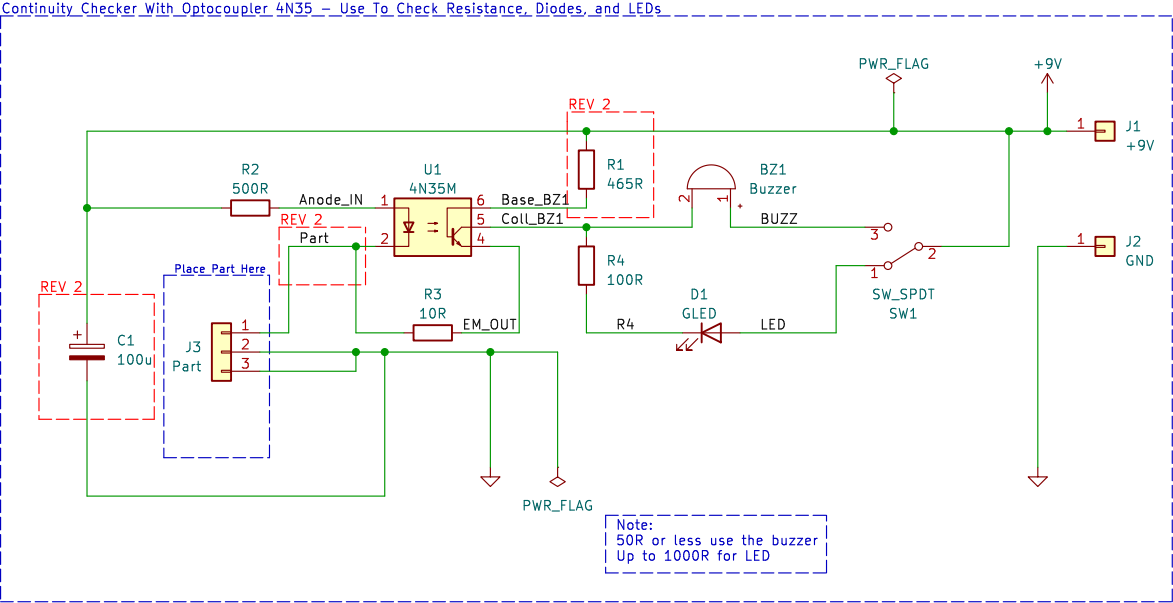 Continuity Checker With Optocoupler 4N35 – Use To Check Resistance, Diodes, and LEDs
PWR_FLAG
+9V
REV 2
1
J1
+9V
R1
465R
R2
500R
U1
4N35M
BZ1
Buzzer
2
1
+
Anode_IN
1
6
Base_BZ1
5
Coll_BZ1
BUZZ
3
REV 2
Part
2
4
2
1
J2
GND
Place Part Here
R4
100R
1
SW_SPDT
SW1
REV 2
R3
10R
EM_OUT
R4
D1
GLED
LED
+
C1
100u
J3
Part
1
2
3
PWR_FLAG
Note:
50R or less use the buzzer
Up to 1000R for LED